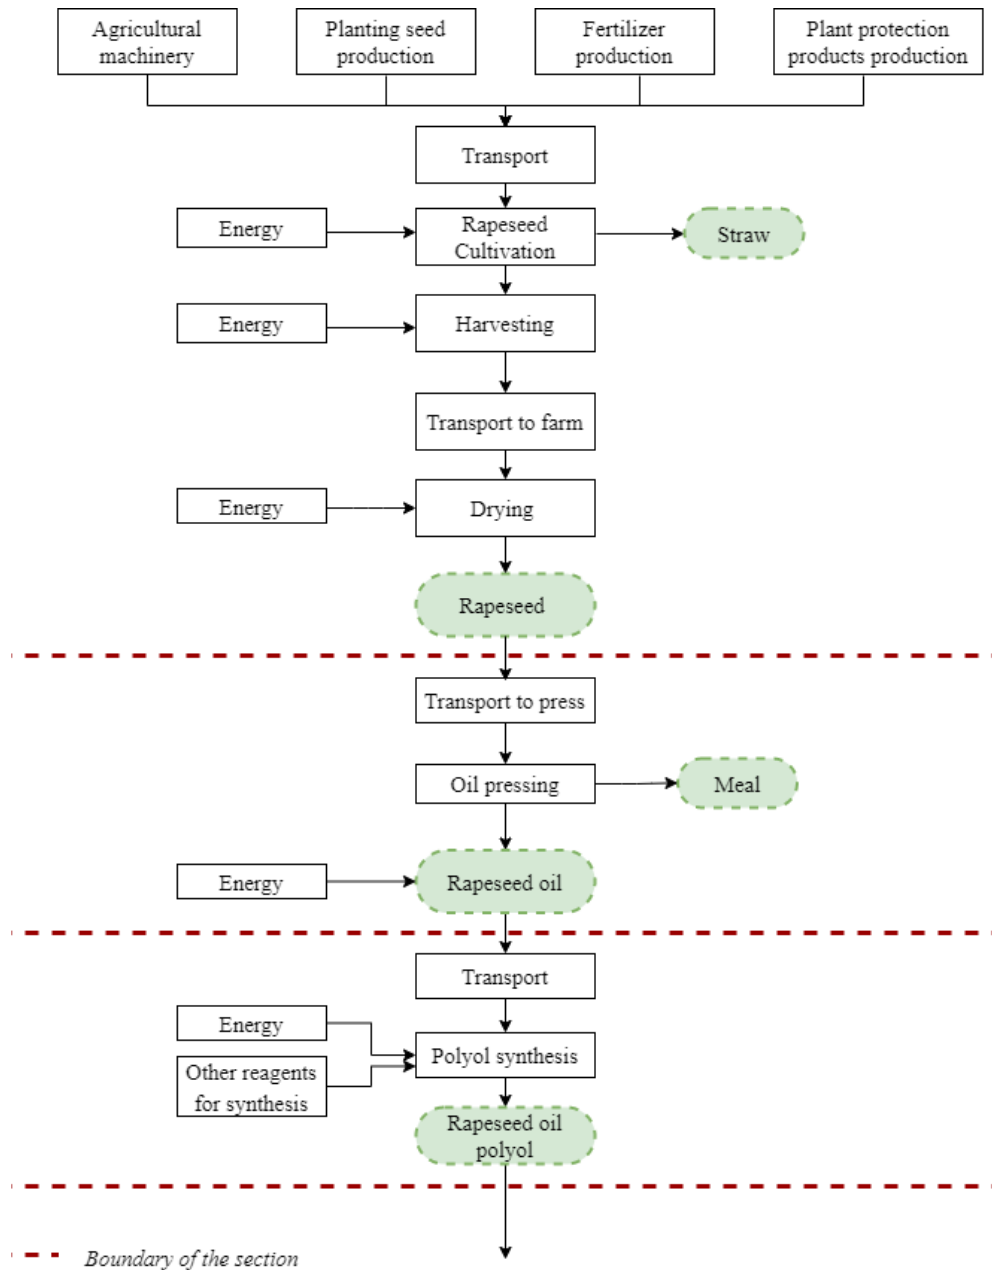 Agricultural
machinery
Planting seed
production
Fertilizer
production
Plant protection
products production
Transport
Energy
Rapeseed
Cultivation
Straw
Energy
Harvesting
Transport to farm
Energy
Drying
Rapeseed
Transport to press
Oil pressing
Meal
Energy
Rapeseed oil
Transport
Energy
Polyol synthesis
Other reagents
for synthesis
Rapeseed oil
polyol
Boundary of the section